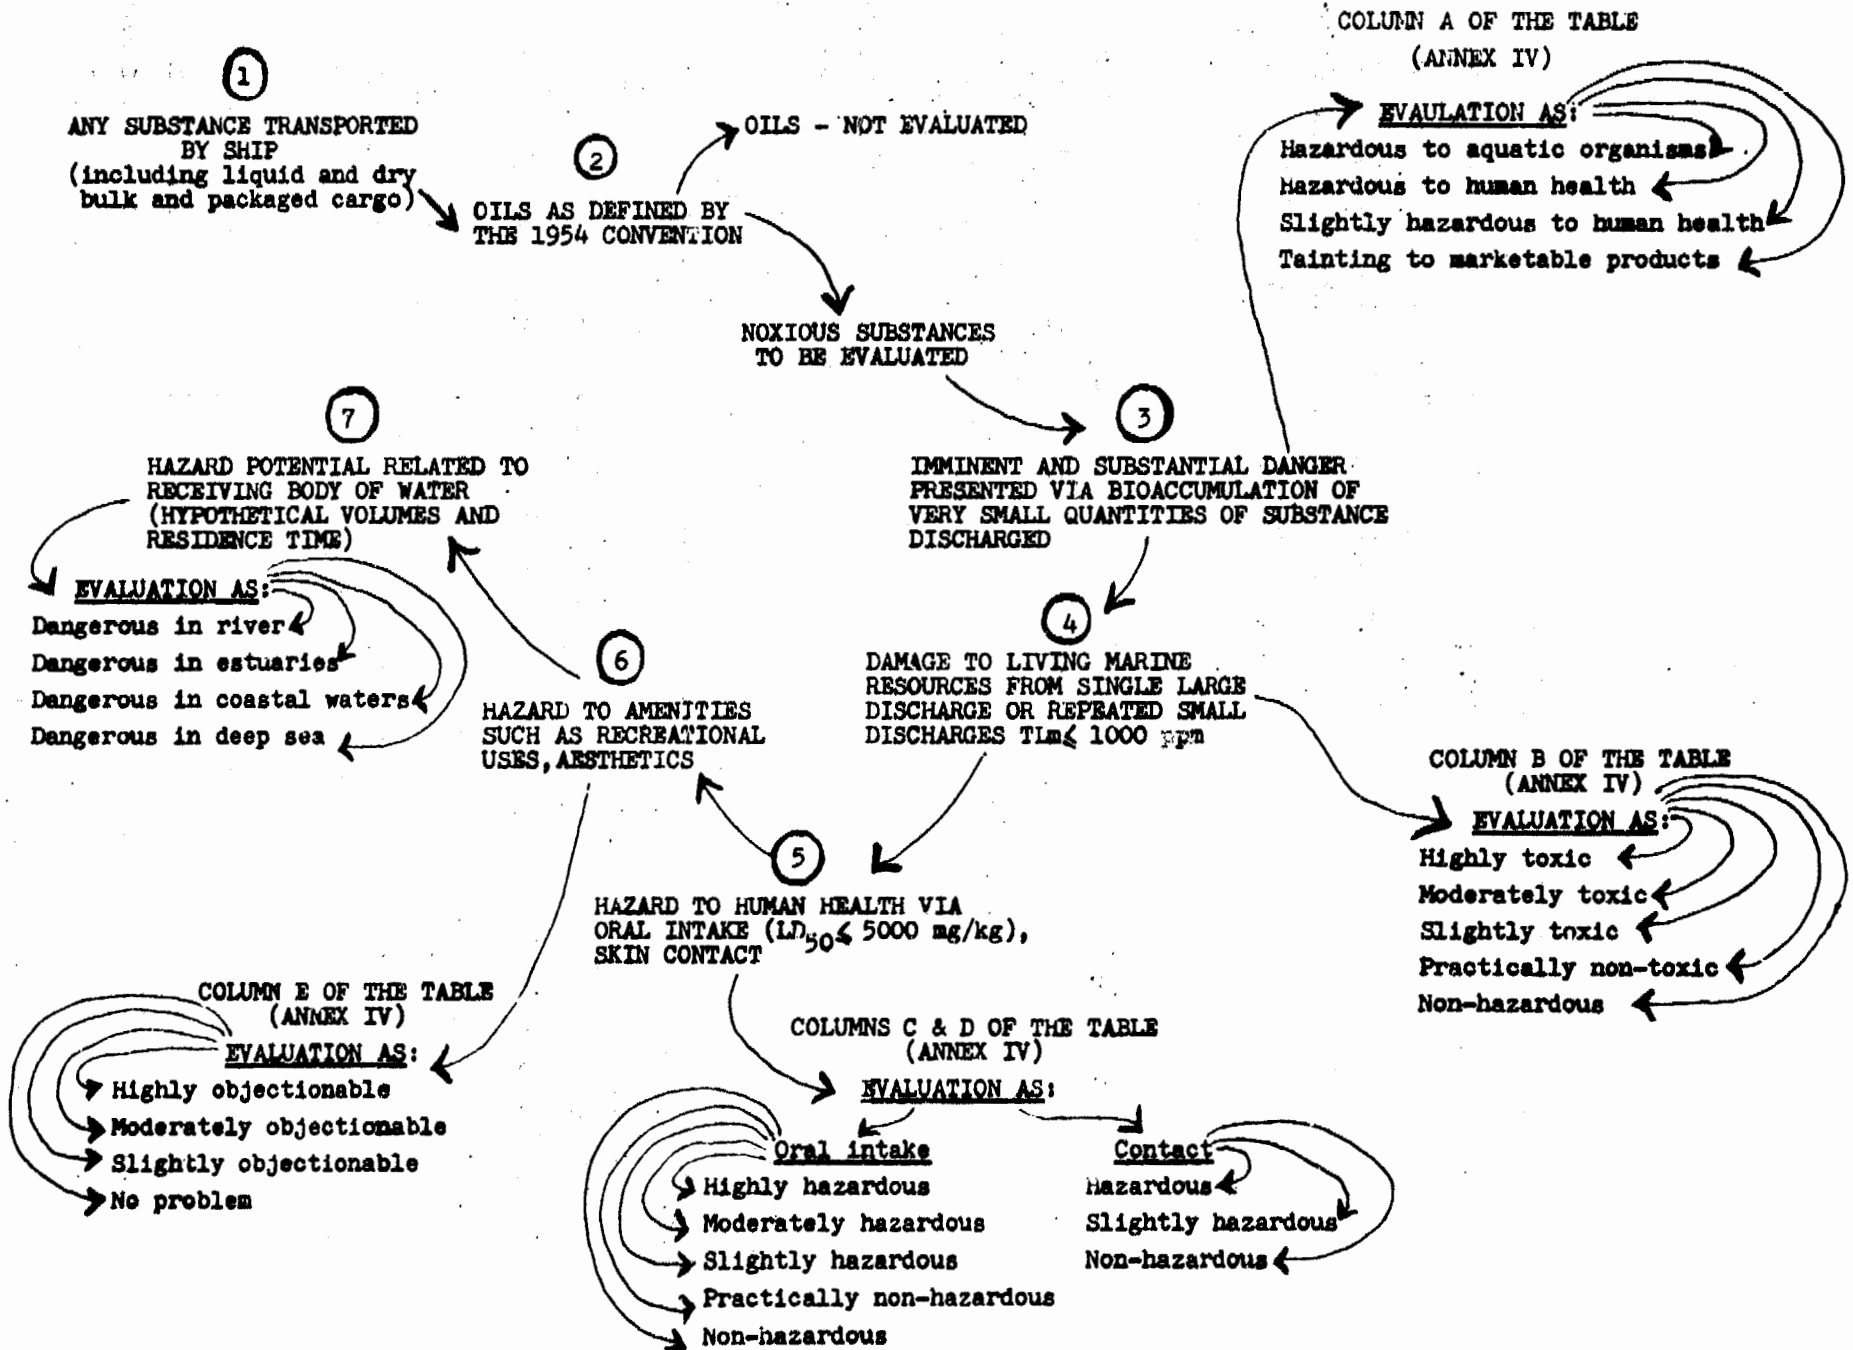 1
ANY SUBSTANCE TRANSPORTED
BY SHIP
(including liquid and dry
bulk and packaged cargo)
2
OILS AS DEFINED BY
THE 1954 CONVENTION
OILS - NOT EVALUATED
NOXIOUS SUBSTANCES
TO BE EVALUATED
3
IMMINENT AND SUBSTANTIAL DANGER
PRESENTED VIA BIOACCUMULATION OF
VERY SMALL QUANTITIES OF SUBSTANCE
DISCHARGED
COLUMN A OF THE TABLE
(ANNEX IV)
EVAULATION AS:
Hazardous to aquatic organisms
Hazardous to human health
Slightly hazardous to human health
Tainting to marketable products
4
DAMAGE TO LIVING MARINE
RESOURCES FROM SINGLE LARGE
DISCHARGE OR REPEATED SMALL
DISCHARGES TLm≤ 1000 ppm
COLUMN B OF THE TABLE
(ANNEX IV)
EVALUATION AS:
Highly toxic
Moderately toxic
Slightly toxic
Practically non-toxic
Non-hazardous
5
HAZARD TO HUMAN HEALTH VIA
ORAL INTAKE (LD50≤ 5000 mg/kg),
SKIN CONTACT
COLUMNS C & D OF THE TABLE
(ANNEX IV)
EVALUATION AS:
Oral intake
Highly hazardous
Moderately hazardous
Slightly hazardous
Practically non-hazardous
Non-hazardous
Contact
Hazardous
Slightly hazardous
Non-hazardous
6
HAZARD TO AMENITIES
SUCH AS RECREATIONAL
USES, AESTHETICS
COLUMN E OF THE TABLE
(ANNEX IV)
EVALUATION AS:
Highly objectionable
Moderately objectionable
Slightly objectionable
No problem
7
HAZARD POTENTIAL RELATED TO
RECEIVING BODY OF WATER
(HYPOTHETICAL VOLUMES AND
RESIDENCE TIME)
EVALUATION AS:
Dangerous in river
Dangerous in estuaries
Dangerous in coastal waters
Dangerous in deep sea